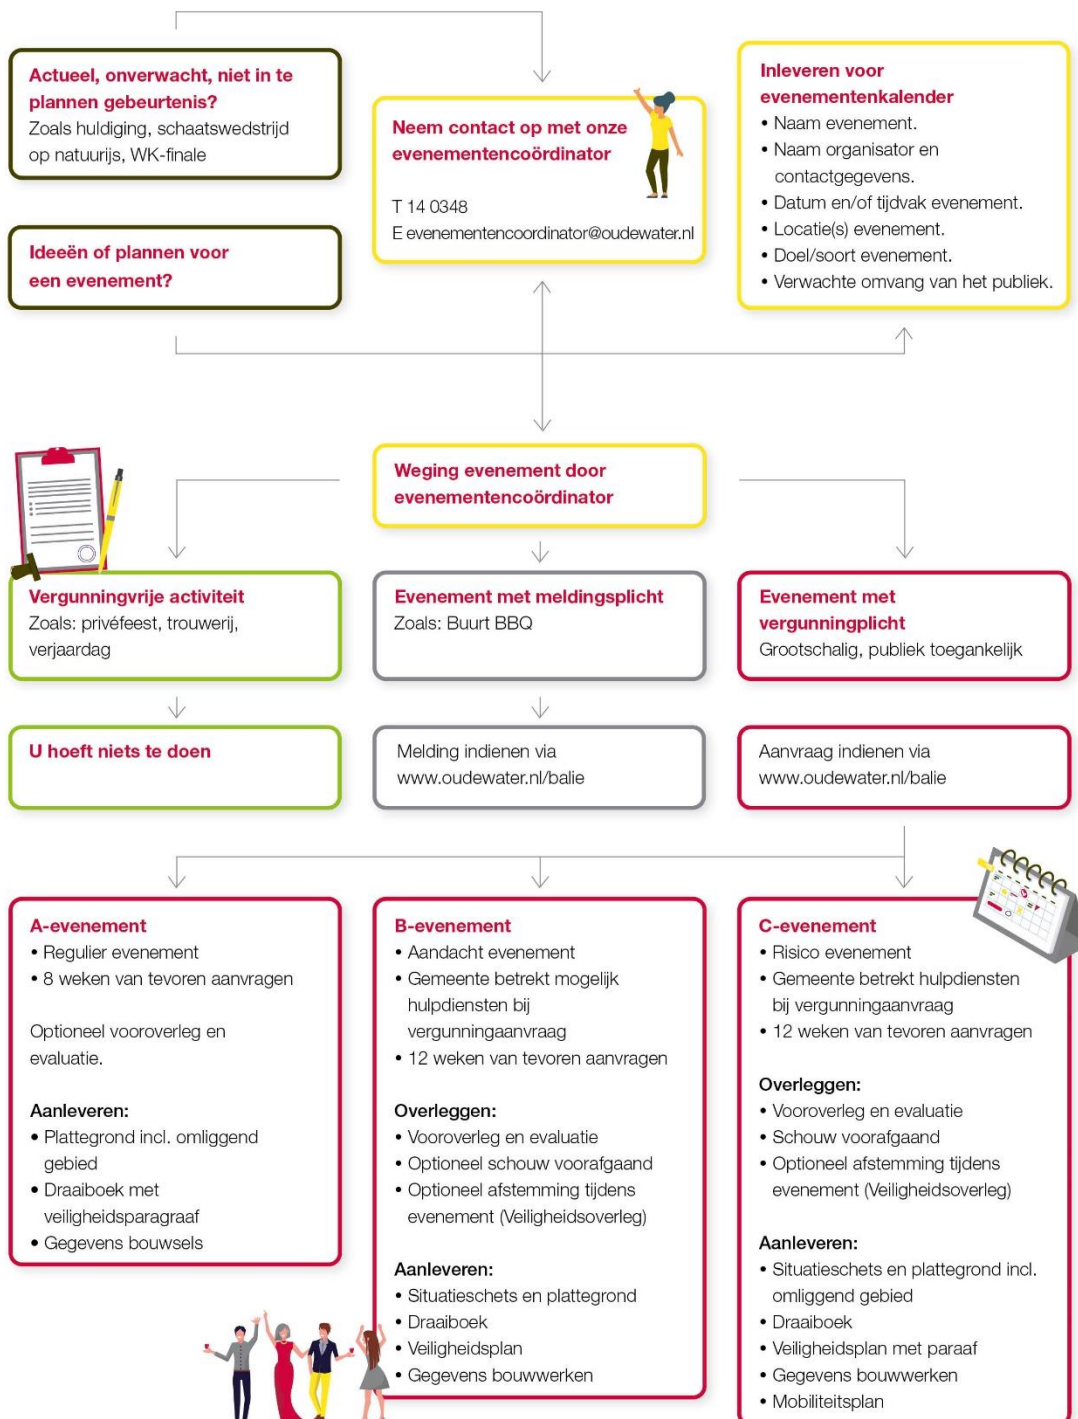 Actueel, onverwacht, niet in te
plannen gebeurtenis?
Zoals huldiging, schaatswedstrijd
op natuurijs, WK-finale
Ideeën of plannen voor
een evenement?
Neem contact op met onze
evenementencoördinator
T 14 0348
E evenementencoordinator@oudewater.nl
Inleveren voor
evenementenkalender
• Naam evenement.
• Naam organisator en
contactgegevens.
• Datum en/of tijdvak evenement.
• Locatie(s) evenement.
• Doel/soort evenement.
• Verwachte omvang van het publiek.
Weging evenement door
evenementencoördinator
Vergunningvrije activiteit
Zoals: privéfeest, trouwerij,
verjaardag
Evenement met meldingsplicht
Zoals: Buurt BBQ
Evenement met
vergunningplicht
Grootschalig, publiek toegankelijk
U hoeft niets te doen
Melding indienen via
www.oudewater.nl/balie
Aanvraag indienen via
www.oudewater.nl/balie
A-evenement
• Regulier evenement
• 8 weken van tevoren aanvragen
Optioneel vooroverleg en
evaluatie.
Aanleveren:
• Plattegrond incl. omliggend
gebied
• Draaiboek met
veiligheidsparagraaf
• Gegevens bouwsels
B-evenement
• Aandacht evenement
• Gemeente betrekt mogelijk
hulpdiensten bij
vergunningaanvraag
• 12 weken van tevoren aanvragen
Overleggen:
• Vooroverleg en evaluatie
• Optioneel schouw voorafgaand
• Optioneel afstemming tijdens
evenement (Veiligheidsoverleg)
Aanleveren:
• Situatieschets en plattegrond
• Draaiboek
• Veiligheidsplan
• Gegevens bouwwerken
C-evenement
• Risico evenement
• Gemeente betrekt hulpdiensten
bij vergunningaanvraag
• 12 weken van tevoren aanvragen
Overleggen:
• Vooroverleg en evaluatie
• Schouw voorafgaand
• Optioneel afstemming tijdens
evenement (Veiligheidsoverleg)
Aanleveren:
• Situatieschets en plattegrond incl.
omliggend gebied
• Draaiboek
• Veiligheidsplan met paraaf
• Gegevens bouwwerken
• Mobiliteitsplan